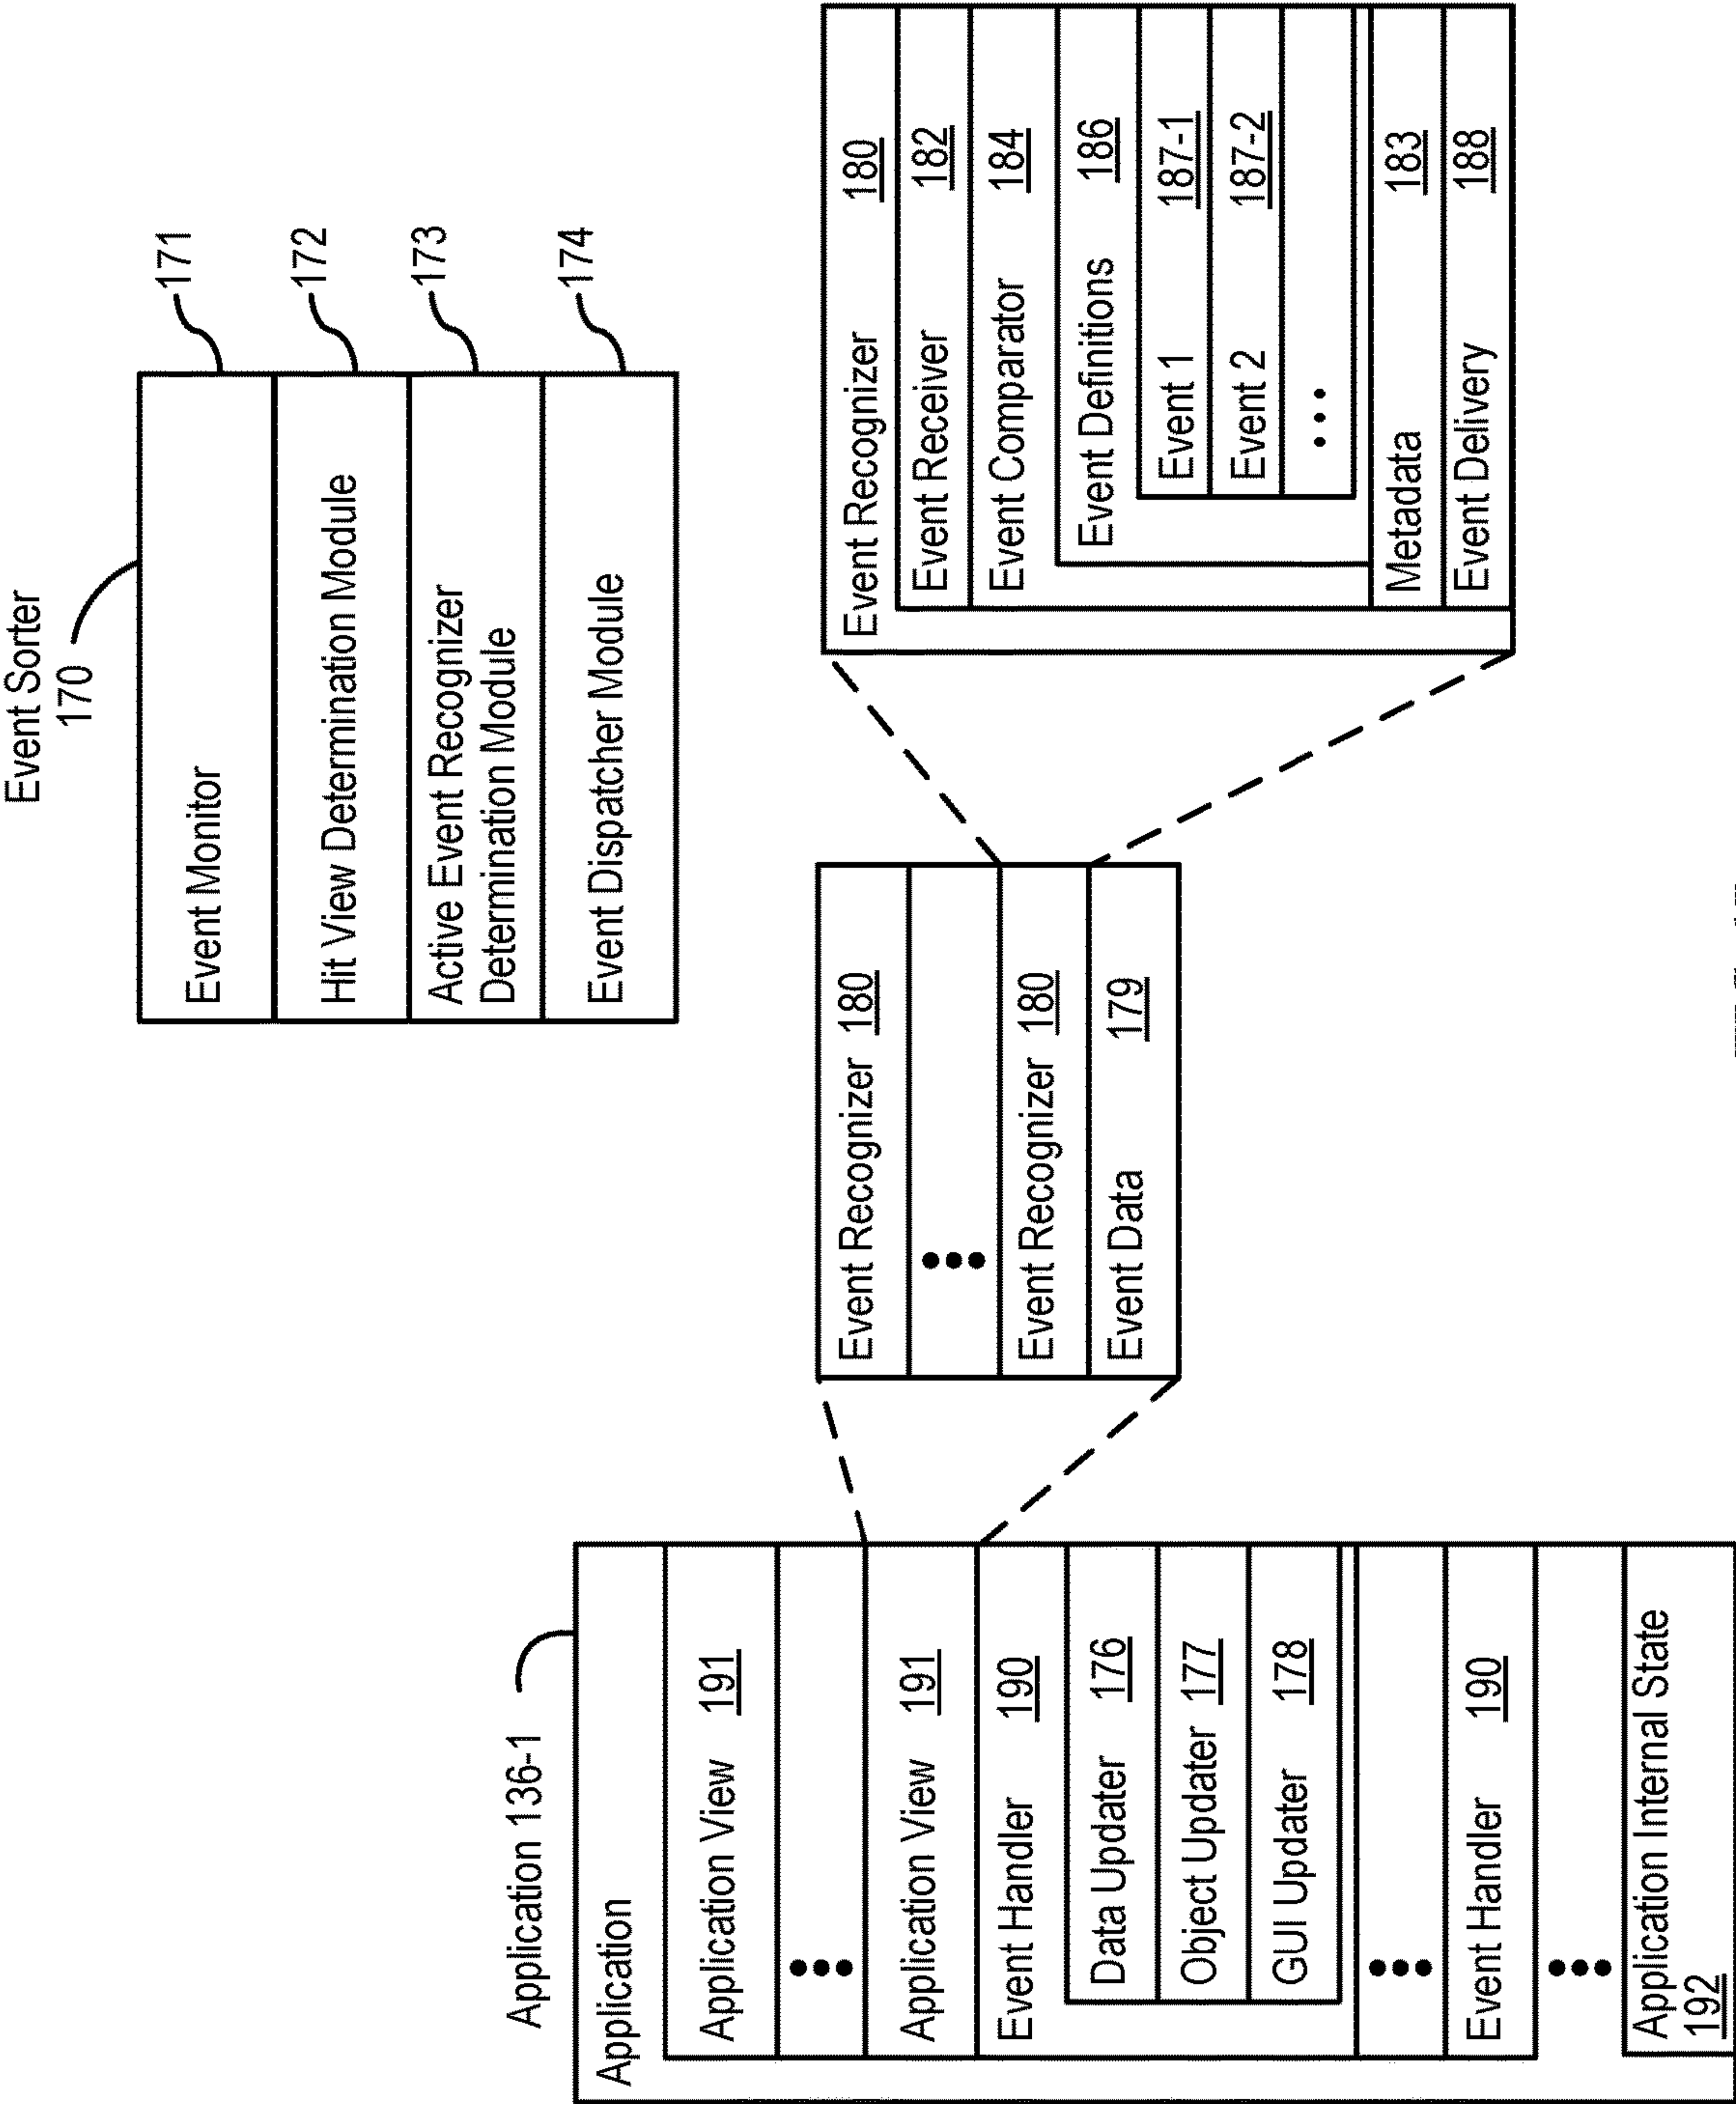 Event Sorter
170
Event Monitor
171
Hit View Determination Module
172
Active Event Recognizer
Determination Module
173
Event Dispatcher Module
174
Application 136-1
Application
Application View 191
•••
Application View 191
Event Handler 190
Data Updater 176
Object Updater 177
GUI Updater 178
•••
Event Handler 190
•••
Application Internal State
192
Event Recognizer 180
•••
Event Recognizer 180
Event Data 179
Event Recognizer 180
Event Receiver 182
Event Comparator 184
Event Definitions 186
Event 1 187-1
Event 2 187-2
•••
Metadata 183
Event Delivery 188